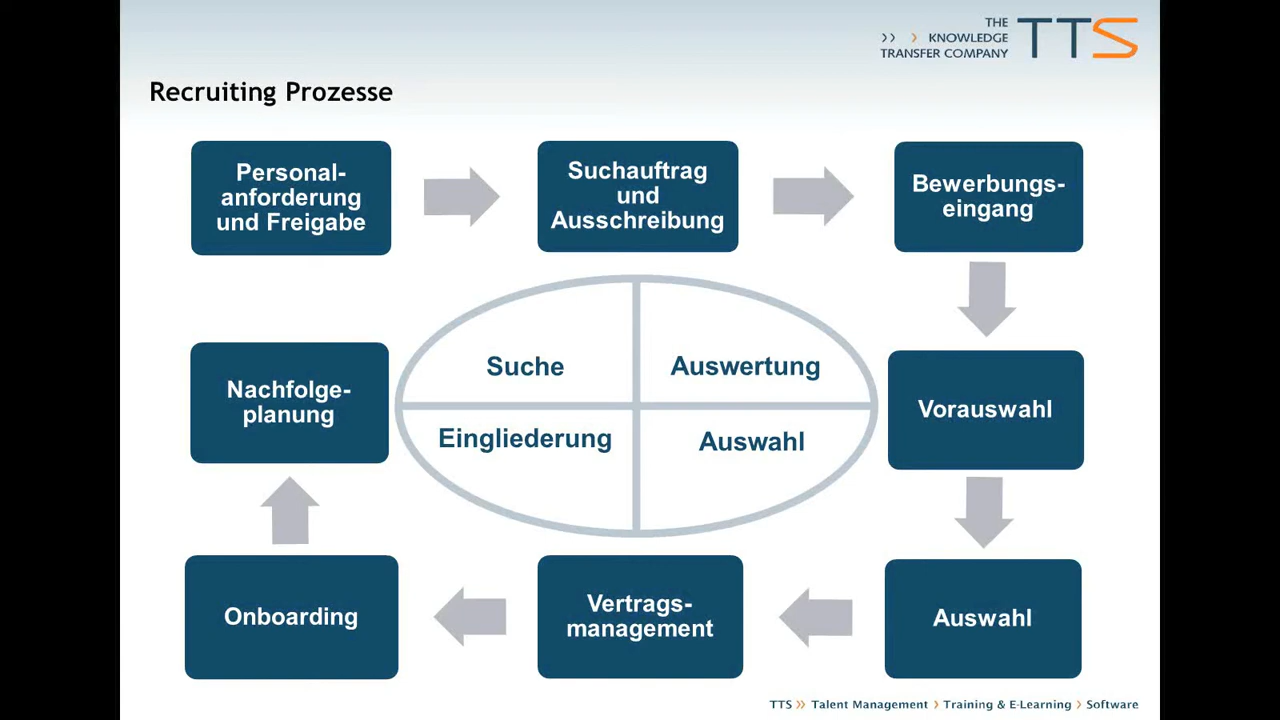 THE
>> > KNOWLEDGE
TRANSFER COMPANY
TTS
Recruiting Prozesse
Personal-
anforderung
und Freigabe
Suchauftrag
und
Ausschreibung
Bewerbungs-
eingang
Nachfolge-
planung
Suche
Auswertung
Eingliederung
Auswahl
Vorauswahl
Onboarding
Vertrags-
management
Auswahl
TTS >> Talent Management > Training & E-Learning > Software